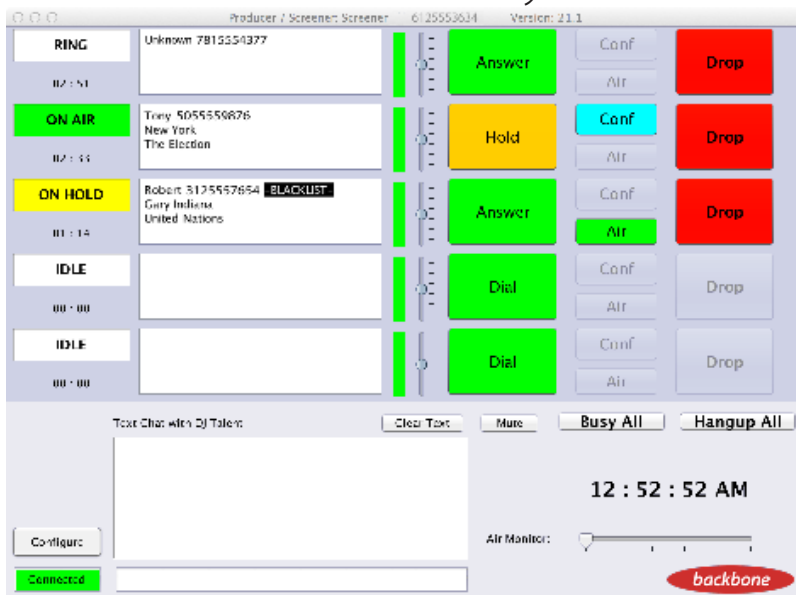 Producer / Screener: Screener 6125553634 Version: 21.1
RING
Unknown 7815554377
Answer
Conf
Drop
02 : 51
Air
ON AIR
Tony 5055559876
New York
The Election
Hold
Conf
Drop
02 : 33
Air
ON HOLD
Robert 3125557654 -BLACKLIST-
Gary Indiana
United Nations
Answer
Conf
Drop
01 : 14
Air
IDLE
Dial
Conf
Drop
00 : 00
Air
IDLE
Dial
Conf
Drop
00 : 00
Air
Text Chat with DJ Talent
Clear Text
Mute
Busy All
Hangup All
12 : 52 : 52 AM
Configure
Air Monitor:
Connected
backbone